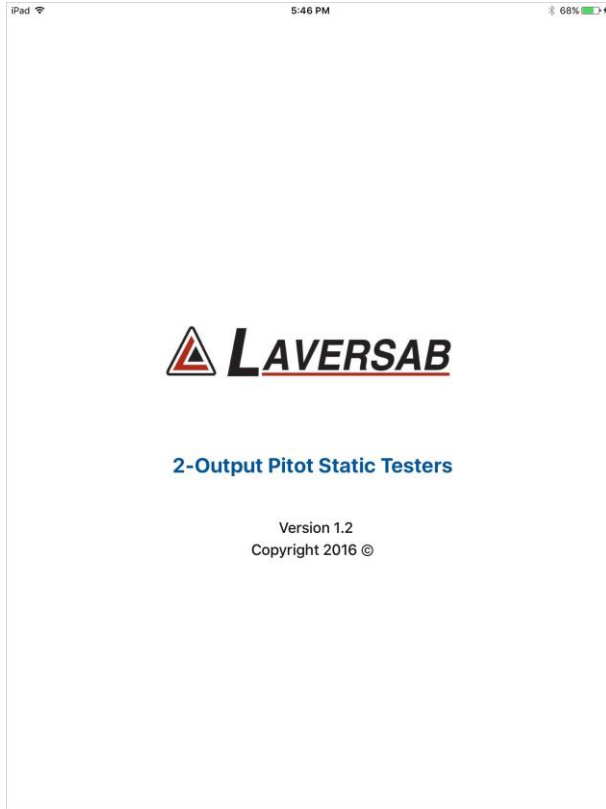 iPad 5:46 PM 68%
LAVERSAB
2-Output Pitot Static Testers
Version 1.2
Copyright 2016 ©